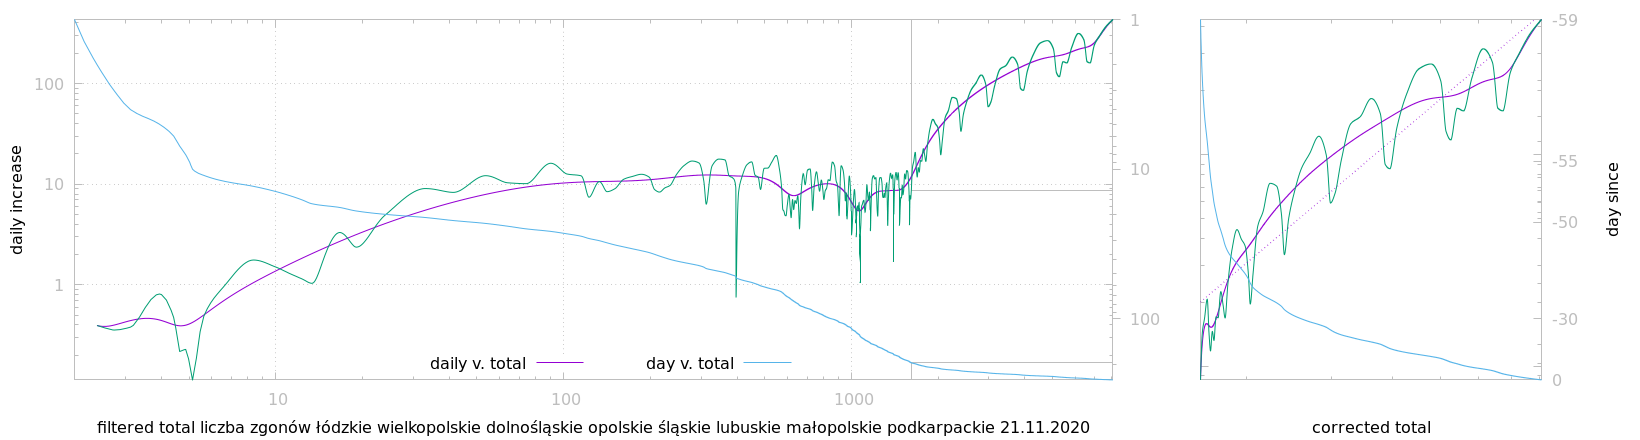 daily increase
100
10
1
10
100
1000
1
10
100
daily v. total
day v. total
filtered total liczba zgonów łódzkie wielkopolskie dolnośląskie opolskie śląskie lubuskie małopolskie podkarpackie 21.11.2020
-59
-55
-50
-30
0
day since
corrected total